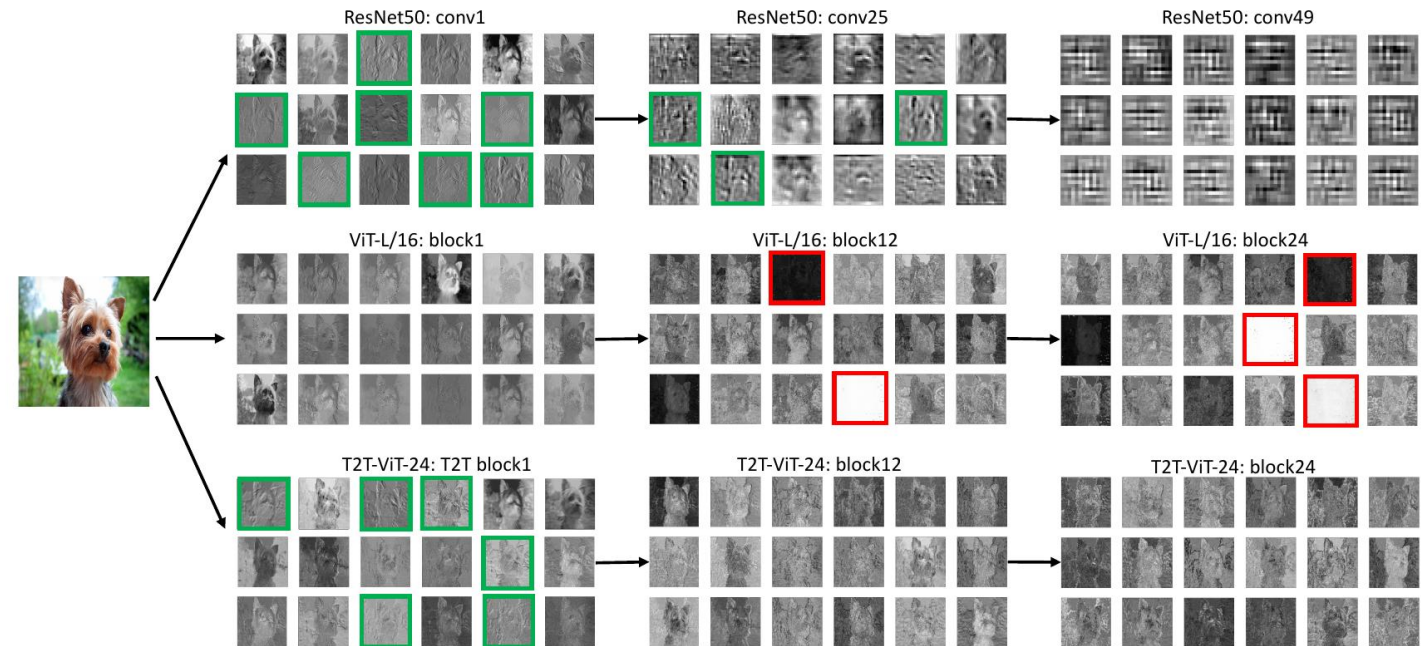 ResNet50: conv1
ResNet50: conv25
ResNet50: conv49
ViT-L/16: block1
ViT-L/16: block12
ViT-L/16: block24
T2T-ViT-24: T2T block1
T2T-ViT-24: block12
T2T-ViT-24: block24